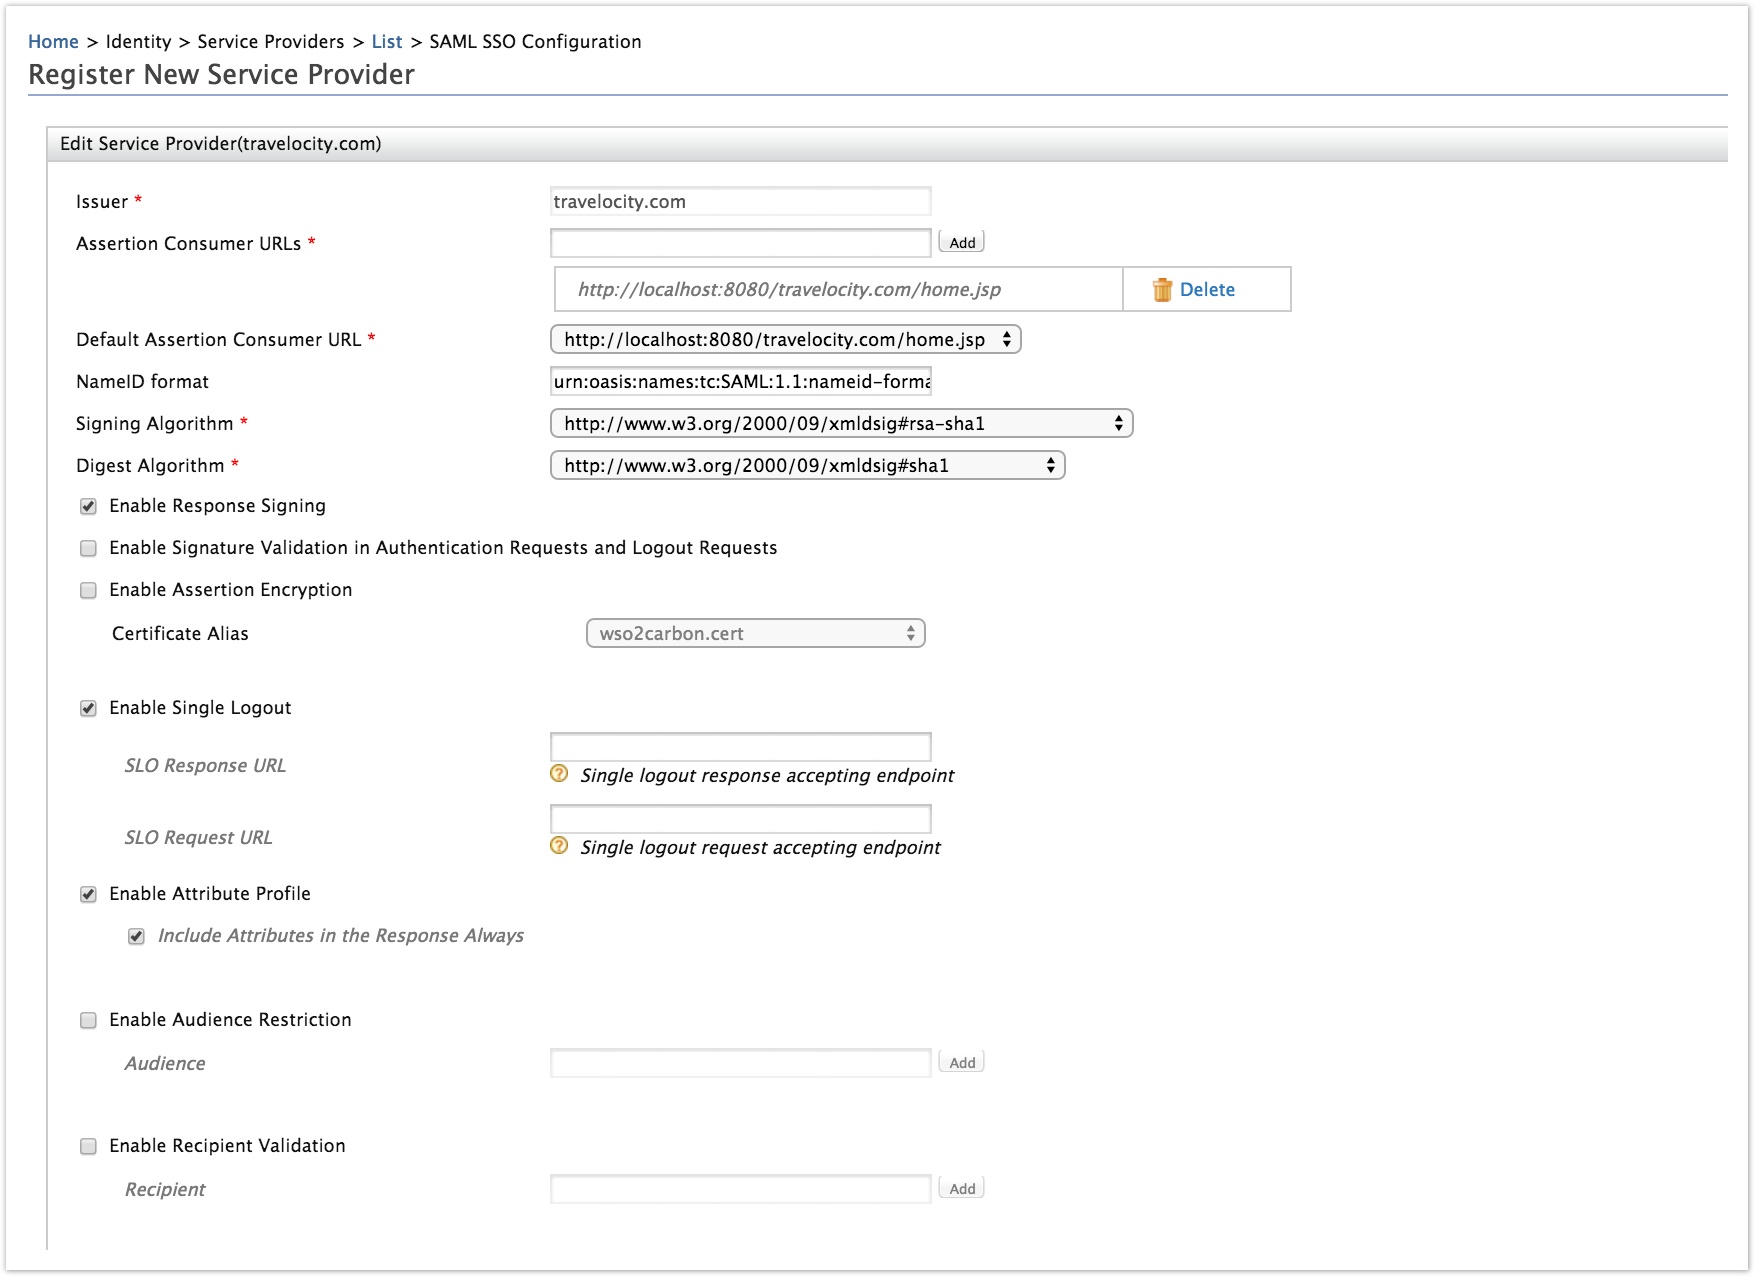 Home > Identity > Service Providers > List > SAML SSO Configuration
Register New Service Provider
Edit Service Provider(travelocity.com)
Issuer * travelocity.com
Assertion Consumer URLs * Add
http://localhost:8080/travelocity.com/home.jsp Delete
Default Assertion Consumer URL * http://localhost:8080/travelocity.com/home.jsp
NameID format urn:oasis:names:tc:SAML:1.1:nameid-forma
Signing Algorithm * http://www.w3.org/2000/09/xmldsig#rsa-sha1
Digest Algorithm * http://www.w3.org/2000/09/xmldsig#sha1
Enable Response Signing
Enable Signature Validation in Authentication Requests and Logout Requests
Enable Assertion Encryption
Certificate Alias wso2carbon.cert
Enable Single Logout
SLO Response URL
? Single logout response accepting endpoint
SLO Request URL
? Single logout request accepting endpoint
Enable Attribute Profile
Include Attributes in the Response Always
Enable Audience Restriction
Audience Add
Enable Recipient Validation
Recipient Add